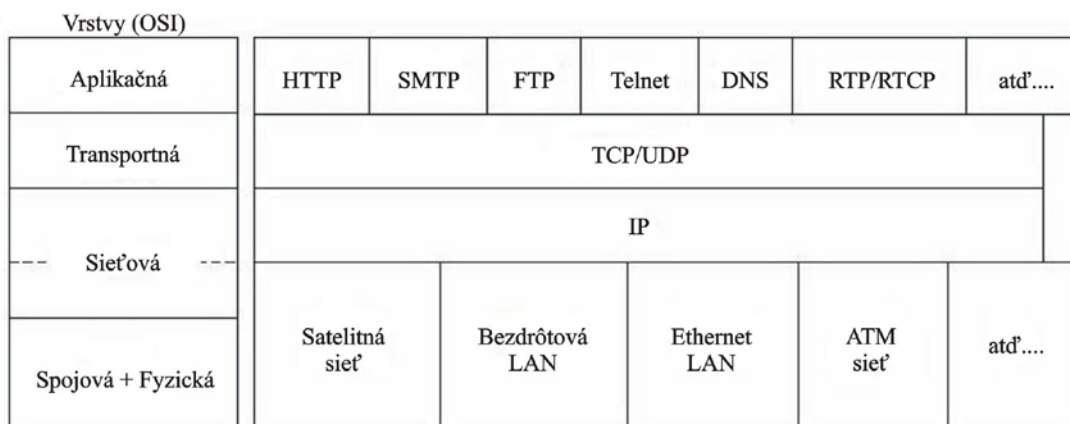 Vrstvy (OSI)
Aplikačná
HTTP
SMTP
FTP
Telnet
DNS
RTP/RTCP
atď....
Transportná
TCP/UDP
IP
Sieťová
Satelitná
sieť
Bezdrôtová
LAN
Ethernet
LAN
ATM
sieť
atď....
Spojová + Fyzická